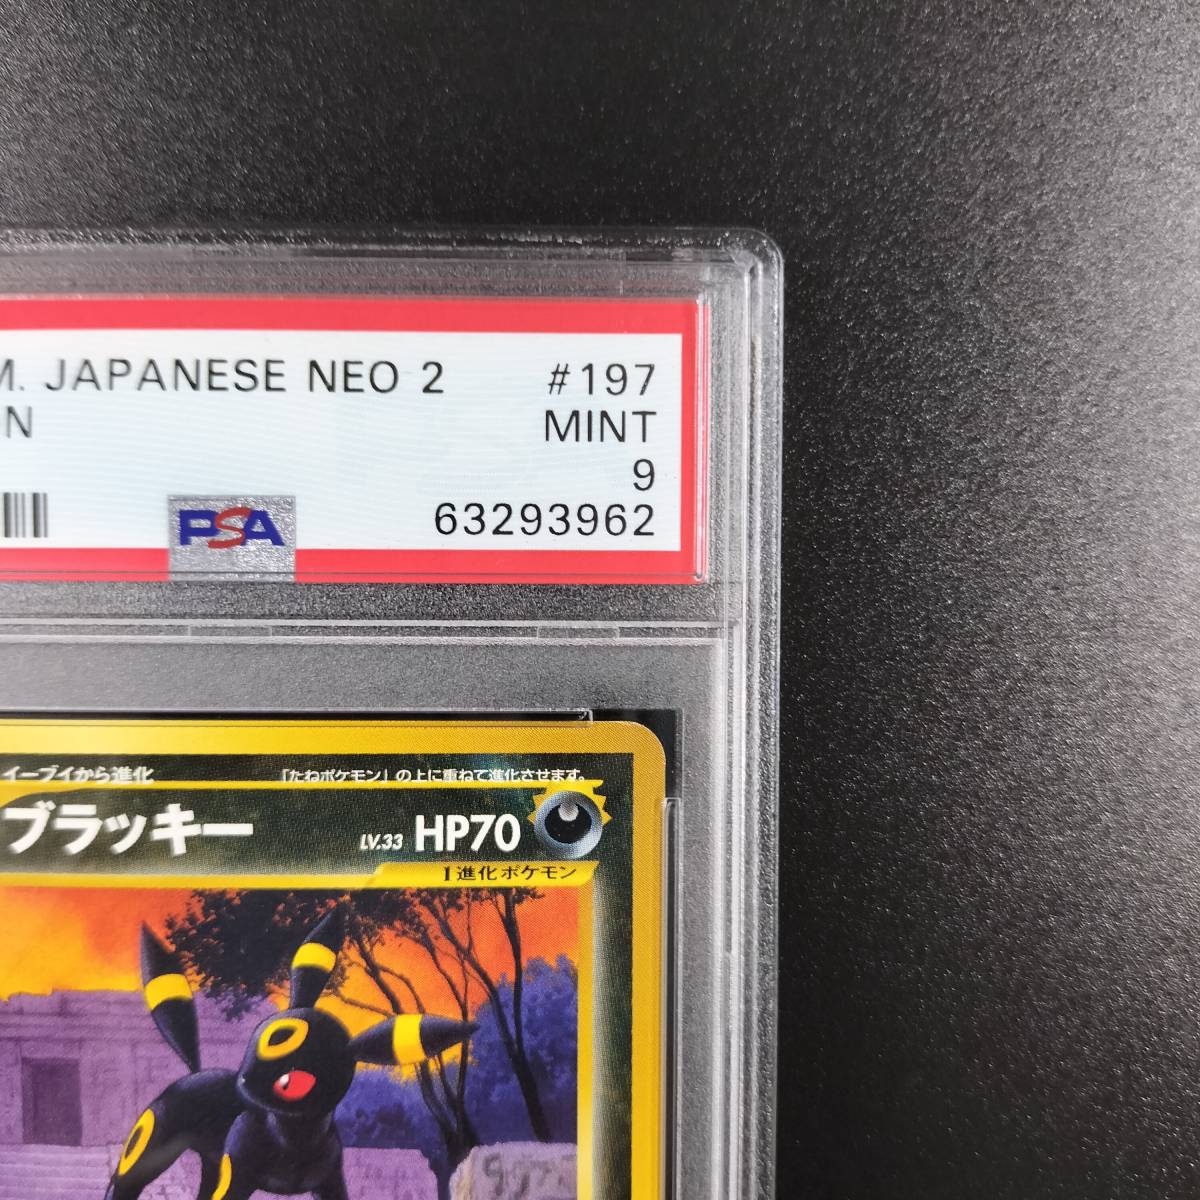 M. JAPANESE NEO 2 #197
N MINT
9
PSA 63293962
イーブイから進化 「たねポケモン」の上に重ねて進化させます。
ブラッキー LV.33 HP70
1進化ポケモン